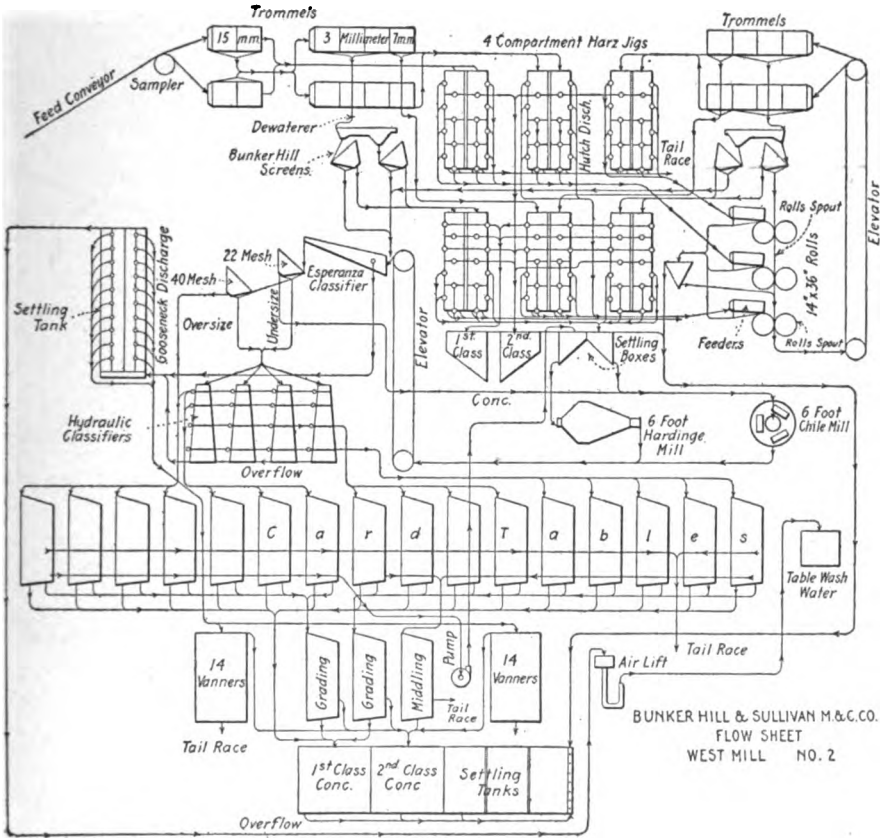 Trommels
15 mm.
3 Millimeter 7mm
4 Compartment Harz Jigs
Trommels
Feed Conveyor
Sampler
Dewaterer
Bunker Hill
Screens
Hutch Disch.
Tail
Race
Elevator
Rolls Spout
14"x36" Rolls
Feeders
Rolls Spout
Settling
Tank
Gooseneck Discharge
40 Mesh
22 Mesh
Esperanza
Classifier
Oversize
Undersize
Elevator
1st.
Class
2nd.
Class
Settling
Boxes
Conc.
Hydraulic
Classifiers
Overflow
6 Foot
Hardinge
Mill
6 Foot
Chile Mill
Card Tables
Table Wash
Water
14
Vanners
Tail Race
Grading
Grading
Middling
Pump
Tail
Race
14
Vanners
Tail Race
Air Lift
Tail Race
1st Class
Conc.
2nd Class
Conc
Settling
Tanks
Overflow
BUNKER HILL & SULLIVAN M.&C.CO.
FLOW SHEET
WEST MILL NO. 2